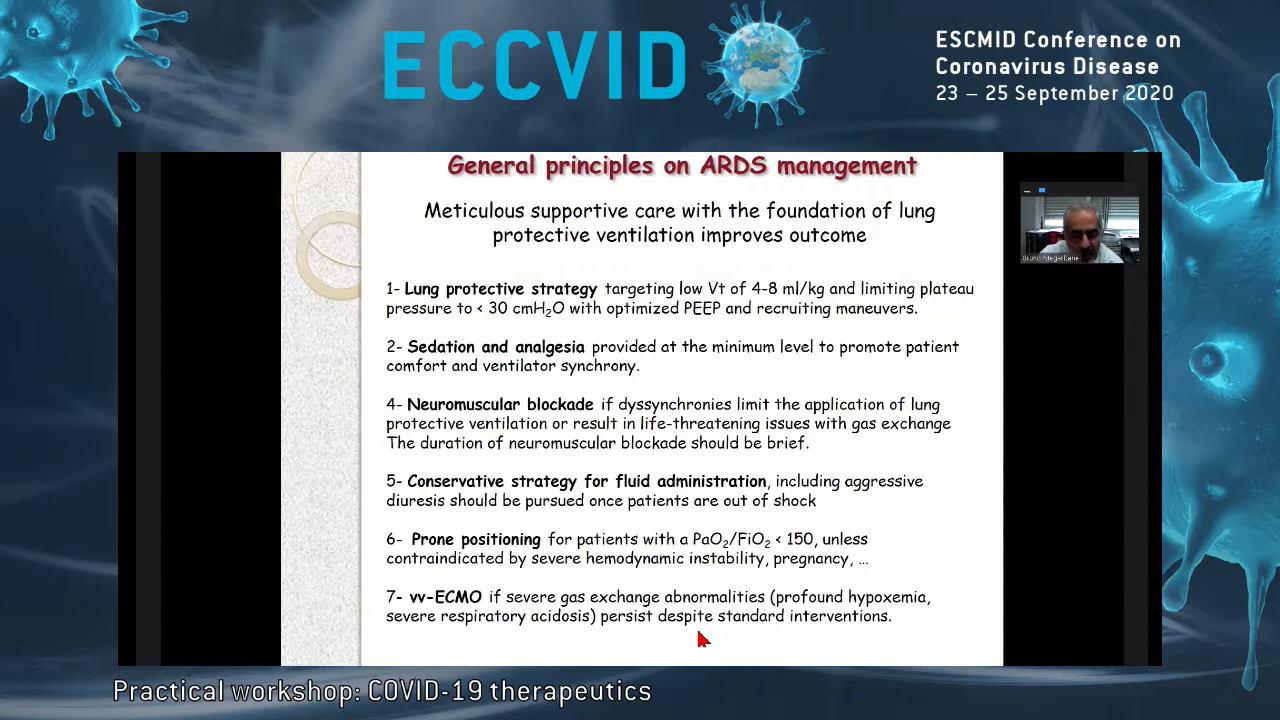 ECCVID
ESCMID Conference on
Coronavirus Disease
23 – 25 September 2020
General principles on ARDS management
Meticulous supportive care with the foundation of lung
protective ventilation improves outcome
1- Lung protective strategy targeting low Vt of 4-8 ml/kg and limiting plateau
pressure to < 30 cmH₂O with optimized PEEP and recruiting maneuvers.
2- Sedation and analgesia provided at the minimum level to promote patient
comfort and ventilator synchrony.
4- Neuromuscular blockade if dyssynchronies limit the application of lung
protective ventilation or result in life-threatening issues with gas exchange
The duration of neuromuscular blockade should be brief.
5- Conservative strategy for fluid administration, including aggressive
diuresis should be pursued once patients are out of shock
6- Prone positioning for patients with a PaO₂/FiO₂ < 150, unless
contraindicated by severe hemodynamic instability, pregnancy, …
7- vv-ECMO if severe gas exchange abnormalities (profound hypoxemia,
severe respiratory acidosis) persist despite standard interventions.
Bruno Megarbane
Practical workshop: COVID-19 therapeutics